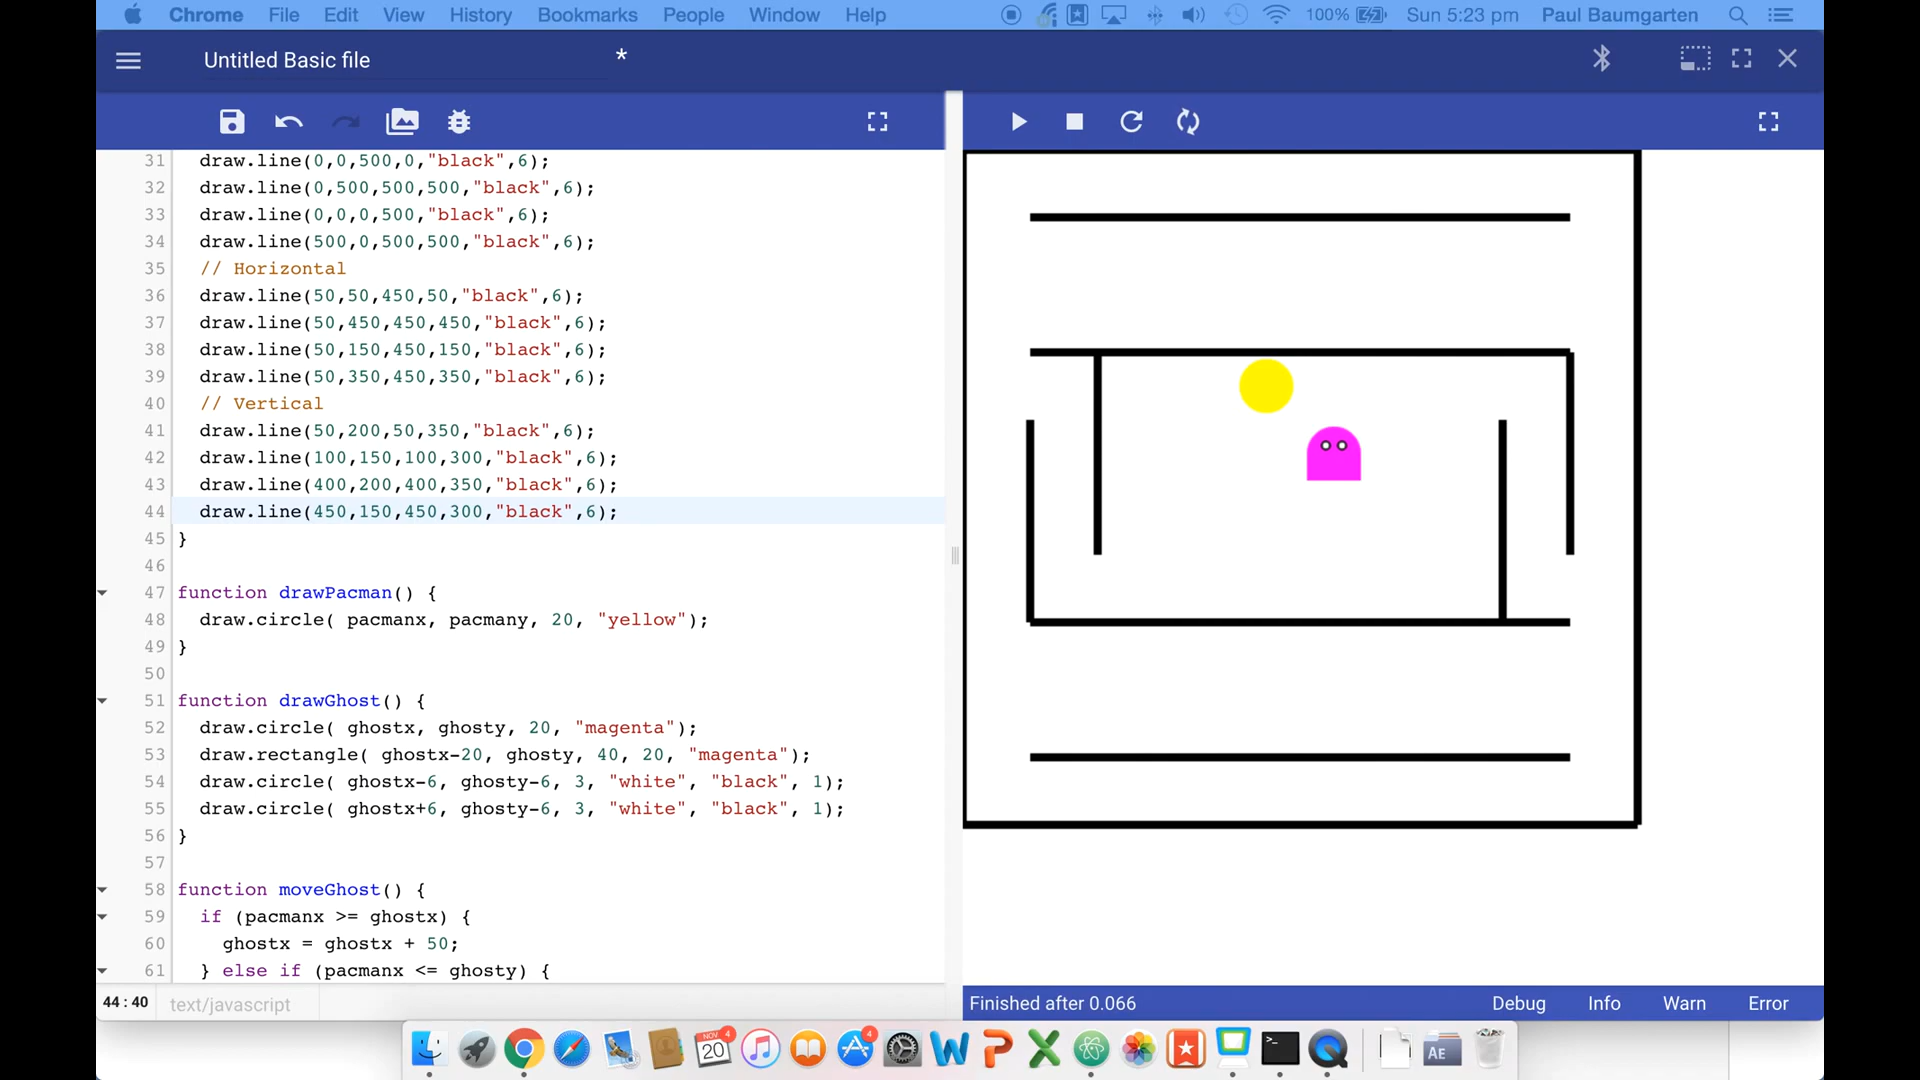 Chrome File Edit View History Bookmarks People Window Help 100% Sun 5:23 pm Paul Baumgarten
Untitled Basic file *
31 draw.line(0,0,500,0,"black",6);
32 draw.line(0,500,500,500,"black",6);
33 draw.line(0,0,0,500,"black",6);
34 draw.line(500,0,500,500,"black",6);
35 // Horizontal
36 draw.line(50,50,450,50,"black",6);
37 draw.line(50,450,450,450,"black",6);
38 draw.line(50,150,450,150,"black",6);
39 draw.line(50,350,450,350,"black",6);
40 // Vertical
41 draw.line(50,200,50,350,"black",6);
42 draw.line(100,150,100,300,"black",6);
43 draw.line(400,200,400,350,"black",6);
44 draw.line(450,150,450,300,"black",6);
45 }
46
47 function drawPacman() {
48 draw.circle( pacmanx, pacmany, 20, "yellow");
49 }
50
51 function drawGhost() {
52 draw.circle( ghostx, ghosty, 20, "magenta");
53 draw.rectangle( ghostx-20, ghosty, 40, 20, "magenta");
54 draw.circle( ghostx-6, ghosty-6, 3, "white", "black", 1);
55 draw.circle( ghostx+6, ghosty-6, 3, "white", "black", 1);
56 }
57
58 function moveGhost() {
59 if (pacmanx >= ghostx) {
60 ghostx = ghostx + 50;
61 } else if (pacmanx <= ghosty) {
44 : 40 text/javascript
Finished after 0.066 Debug Info Warn Error
NOV 20 4
4
AE